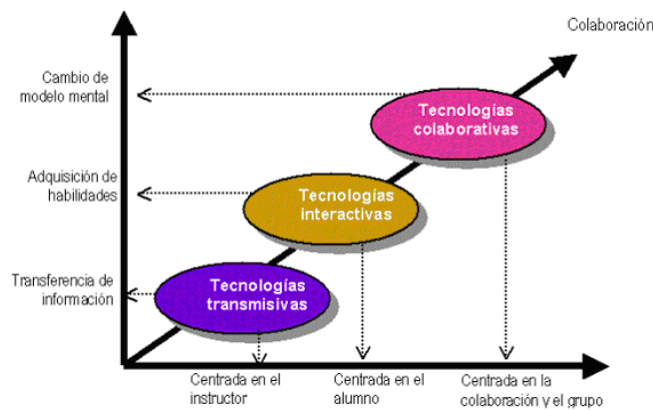 Colaboración
Cambio de
modelo mental
Tecnologías
colaborativas
Adquisición de
habilidades
Tecnologías
interactivas
Transferencia de
información
Tecnologías
transmisivas
Centrada en el
instructor
Centrada en el
alumno
Centrada en la
colaboración y el grupo